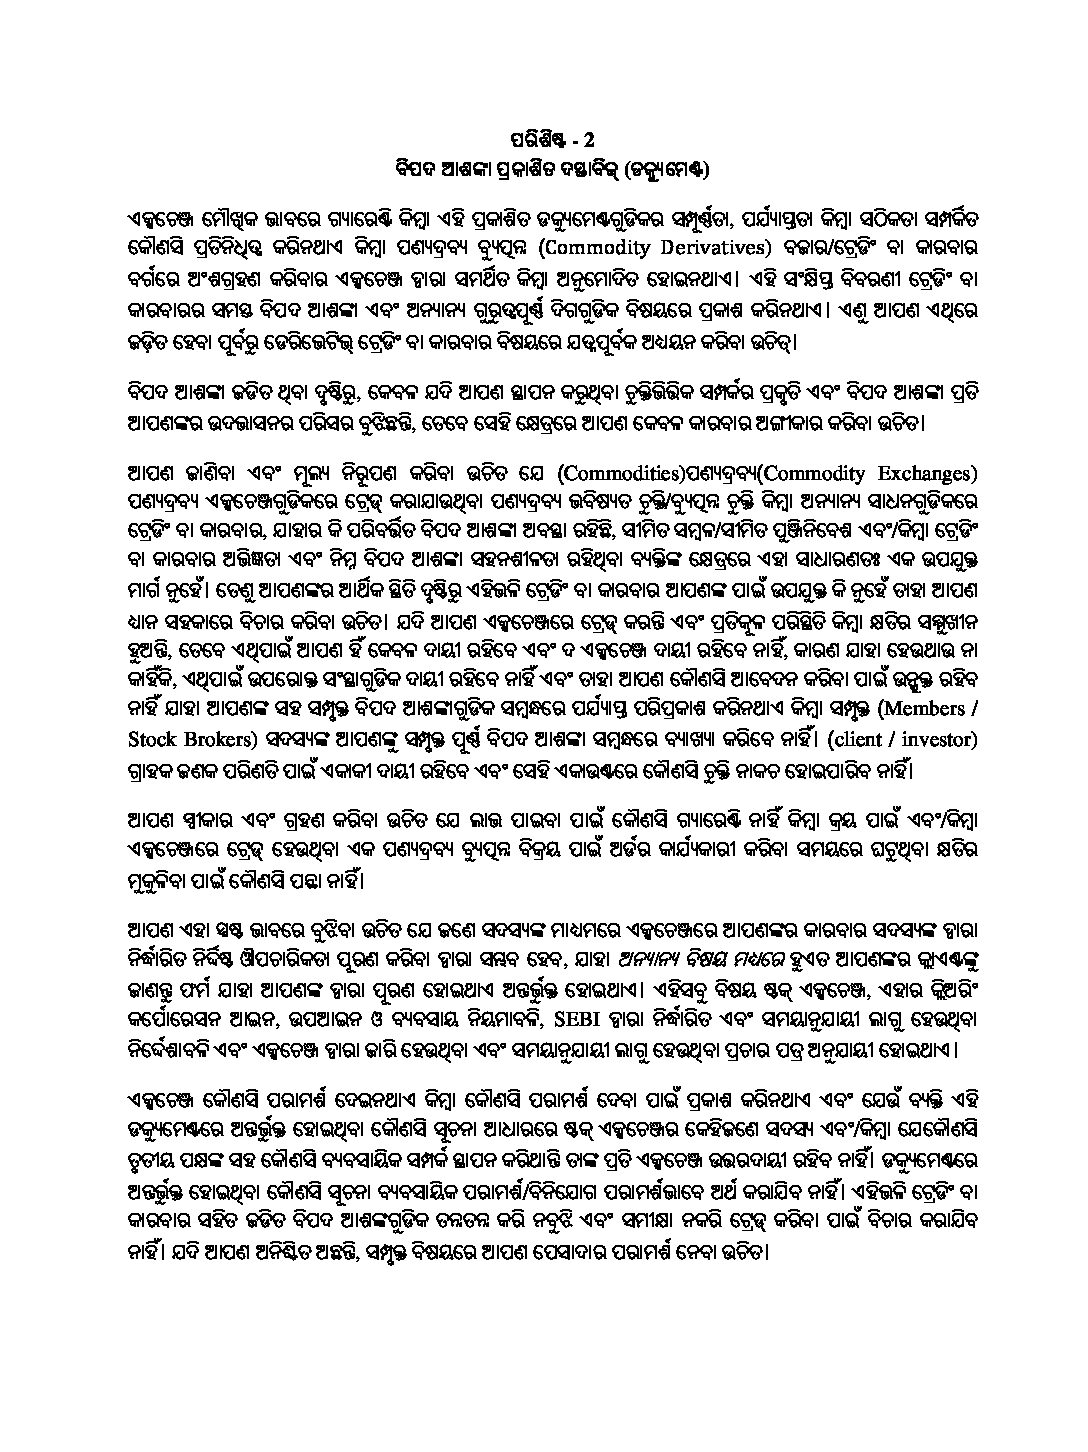 ପରିଶିଷ୍ଟ - 2
ବିପଦ ଆଶଙ୍କା ପ୍ରକାଶିତ ଦସ୍ତାବିଜ୍ (ଡକ୍ୟୁମେଣ୍ଟ)
ଏକ୍ସଚେଞ୍ଜ ମୌଖିକ ଭାବରେ ଗ୍ୟାରେଣ୍ଟି କିମ୍ବା ଏହି ପ୍ରକାଶିତ ଡକ୍ୟୁମେଣ୍ଟଗୁଡିକର ସମ୍ପୂର୍ଣ୍ଣତା, ପର୍ଯ୍ୟାପ୍ତତା କିମ୍ବା ସଠିକତା ସମ୍ପର୍କିତ
କୌଣସି ପ୍ରତିନିଧିତ୍ୱ କରିନଥାଏ କିମ୍ବା ପଣ୍ୟଦ୍ରବ୍ୟ ବ୍ୟୁତ୍ପନ୍ନ (Commodity Derivatives) ବଜାର/ଟ୍ରେଡିଂ ବା କାରବାର
ବର୍ଗରେ ଅଂଶଗ୍ରହଣ କରିବାର ଏକ୍ସଚେଞ୍ଜ ଦ୍ୱାରା ସମର୍ଥିତ କିମ୍ବା ଅନୁମୋଦିତ ହୋଇନଥାଏ। ଏହି ସଂକ୍ଷିପ୍ତ ବିବରଣୀ ଟ୍ରେଡିଂ ବା
କାରବାରର ସମସ୍ତ ବିପଦ ଆଶଙ୍କା ଏବଂ ଅନ୍ୟାନ୍ୟ ଗୁରୁତ୍ୱପୂର୍ଣ୍ଣ ଦିଗଗୁଡିକ ବିଷୟରେ ପ୍ରକାଶ କରିନଥାଏ। ଏଣୁ ଆପଣ ଏଥିରେ
ଜଡ଼ିତ ହେବା ପୂର୍ବରୁ ଡେରିଭେଟିଭ୍ ଟ୍ରେଡିଂ ବା କାରବାର ବିଷୟରେ ଯତ୍ନପୂର୍ବକ ଅଧ୍ୟୟନ କରିବା ଉଚିତ୍।
ବିପଦ ଆଶଙ୍କା ଜଡିତ ଥିବା ଦୃଷ୍ଟିରୁ, କେବଳ ଯଦି ଆପଣ ସ୍ଥାପନ କରୁଥିବା ଚୁକ୍ତିଭିତ୍ତିକ ସମ୍ପର୍କର ପ୍ରକୃତି ଏବଂ ବିପଦ ଆଶଙ୍କା ପ୍ରତି
ଆପଣଙ୍କର ଉଦଭାସନର ପରିସର ବୁଝିଛନ୍ତି, ତେବେ ସେହି କ୍ଷେତ୍ରରେ ଆପଣ କେବଳ କାରବାର ଅଙ୍ଗୀକାର କରିବା ଉଚିତ।
ଆପଣ ଜାଣିବା ଏବଂ ମୂଲ୍ୟ ନିରୂପଣ କରିବା ଉଚିତ ଯେ (Commodities)ପଣ୍ୟଦ୍ରବ୍ୟ(Commodity Exchanges)
ପଣ୍ୟଦ୍ରବ୍ୟ ଏକ୍ସଚେଞ୍ଜଗୁଡିକରେ ଟ୍ରେଡ୍ କରାଯାଉଥିବା ପଣ୍ୟଦ୍ରବ୍ୟ ଭବିଷ୍ୟତ ଚୁକ୍ତି/ବ୍ୟୁତ୍ପନ୍ନ ଚୁକ୍ତି କିମ୍ବା ଅନ୍ୟାନ୍ୟ ସାଧନଗୁଡିକରେ
ଟ୍ରେଡିଂ ବା କାରବାର, ଯାହାର କି ପରିବର୍ତ୍ତିତ ବିପଦ ଆଶଙ୍କା ଅବସ୍ଥା ରହିଛି, ସୀମିତ ସମ୍ବଳ/ସୀମିତ ପୁଞ୍ଜିନିବେଶ ଏବଂ/କିମ୍ବା ଟ୍ରେଡିଂ
ବା କାରବାର ଅଭିଜ୍ଞତା ଏବଂ ନିମ୍ନ ବିପଦ ଆଶଙ୍କା ସହନଶୀଳତା ରହିଥିବା ବ୍ୟକ୍ତିଙ୍କ କ୍ଷେତ୍ରରେ ଏହା ସାଧାରଣତଃ ଏକ ଉପଯୁକ୍ତ
ମାର୍ଗ ନୁହେଁ। ତେଣୁ ଆପଣଙ୍କର ଆର୍ଥିକ ସ୍ଥିତି ଦୃଷ୍ଟିରୁ ଏହିଭଳି ଟ୍ରେଡିଂ ବା କାରବାର ଆପଣଙ୍କ ପାଇଁ ଉପଯୁକ୍ତ କି ନୁହେଁ ତାହା ଆପଣ
ଧ୍ୟାନ ସହକାରେ ବିଚାର କରିବା ଉଚିତ। ଯଦି ଆପଣ ଏକ୍ସଚେଞ୍ଜରେ ଟ୍ରେଡ୍ କରନ୍ତି ଏବଂ ପ୍ରତିକୂଳ ପରିସ୍ଥିତି କିମ୍ବା କ୍ଷତିର ସମ୍ମୁଖୀନ
ହୁଅନ୍ତି, ତେବେ ଏଥିପାଇଁ ଆପଣ ହିଁ କେବଳ ଦାୟୀ ରହିବେ ଏବଂ ଦ ଏକ୍ସଚେଞ୍ଜ ଦାୟୀ ରହିବେ ନାହିଁ, କାରଣ ଯାହା ହେଉଥାଉ ନା
କାହିଁକି, ଏଥିପାଇଁ ଉପରୋକ୍ତ ସଂସ୍ଥାଗୁଡିକ ଦାୟୀ ରହିବେ ନାହିଁ ଏବଂ ତାହା ଆପଣ କୌଣସି ଆବେଦନ କରିବା ପାଇଁ ଉନ୍ମୁକ୍ତ ରହିବ
ନାହିଁ ଯାହା ଆପଣଙ୍କ ସହ ସମ୍ପୃକ୍ତ ବିପଦ ଆଶଙ୍କାଗୁଡିକ ସମ୍ବନ୍ଧରେ ପର୍ଯ୍ୟାପ୍ତ ପରିପ୍ରକାଶ କରିନଥାଏ କିମ୍ବା ସମ୍ପୃକ୍ତ (Members /
Stock Brokers) ସଦସ୍ୟଙ୍କ ଆପଣଙ୍କୁ ସମ୍ପୃକ୍ତ ପୂର୍ଣ୍ଣ ବିପଦ ଆଶଙ୍କା ସମ୍ବନ୍ଧରେ ବ୍ୟାଖ୍ୟା କରିବେ ନାହିଁ। (client / investor)
ଗ୍ରାହକ ଜଣକ ପରିଣତି ପାଇଁ ଏକାକୀ ଦାୟୀ ରହିବେ ଏବଂ ସେହି ଏକାଉଣ୍ଟରେ କୌଣସି ଚୁକ୍ତି ନାକଚ ହୋଇପାରିବ ନାହିଁ।
ଆପଣ ସ୍ୱୀକାର ଏବଂ ଗ୍ରହଣ କରିବା ଉଚିତ ଯେ ଲାଭ ପାଇବା ପାଇଁ କୌଣସି ଗ୍ୟାରେଣ୍ଟି ନାହିଁ କିମ୍ବା କ୍ରୟ ପାଇଁ ଏବଂ/କିମ୍ବା
ଏକ୍ସଚେଞ୍ଜରେ ଟ୍ରେଡ୍ ହେଉଥିବା ଏକ ପଣ୍ୟଦ୍ରବ୍ୟ ବ୍ୟୁତ୍ପନ୍ନ ବିକ୍ରୟ ପାଇଁ ଅର୍ଡର କାର୍ଯ୍ୟକାରୀ କରିବା ସମୟରେ ଘଟୁଥିବା କ୍ଷତିର
ମୁକୁଳିବା ପାଇଁ କୌଣସି ପଛା ନାହିଁ।
ଆପଣ ଏହା ସ୍ପଷ୍ଟ ଭାବରେ ବୁଝିବା ଉଚିତ ଯେ ଜଣେ ସଦସ୍ୟଙ୍କ ମାଧ୍ୟମରେ ଏକ୍ସଚେଞ୍ଜରେ ଆପଣଙ୍କର କାରବାର ସଦସ୍ୟଙ୍କ ଦ୍ୱାରା
ନିର୍ଦ୍ଧାରିତ ନିର୍ଦ୍ଦିଷ୍ଟ ଔପଚାରିକତା ପୂରଣ କରିବା ଦ୍ୱାରା ସମ୍ଭବ ହେବ, ଯାହା ଅନ୍ୟାନ୍ୟ ବିଷୟ ମଧ୍ୟରେ ହୁଏତ ଆପଣଙ୍କର କ୍ଲାଏଣ୍ଟଙ୍କୁ
ଜାଣନ୍ତୁ ଫର୍ମ ଯାହା ଆପଣଙ୍କ ଦ୍ୱାରା ପୂରଣ ହୋଇଥାଏ ଅନ୍ତର୍ଭୁକ୍ତ ହୋଇଥାଏ। ଏହିସବୁ ବିଷୟ ଷ୍ଟକ୍ ଏକ୍ସଚେଞ୍ଜ, ଏହାର କ୍ଲିଅରିଂ
କର୍ପୋରେସନ ଆଇନ, ଉପଆଇନ ଓ ବ୍ୟବସାୟ ନିୟମାବଳି, SEBI ଦ୍ୱାରା ନିର୍ଦ୍ଧାରିତ ଏବଂ ସମୟାନୁଯାୟୀ ଲାଗୁ ହେଉଥିବା
ନିର୍ଦ୍ଦେଶାବଳି ଏବଂ ଏକ୍ସଚେଞ୍ଜ ଦ୍ୱାରା ଜାରି ହେଉଥିବା ଏବଂ ସମୟାନୁଯାୟୀ ଲାଗୁ ହେଉଥିବା ପ୍ରଚାର ପତ୍ର ଅନୁଯାୟୀ ହୋଇଥାଏ।
ଏକ୍ସଚେଞ୍ଜ କୌଣସି ପରାମର୍ଶ ଦେଇନଥାଏ କିମ୍ବା କୌଣସି ପରାମର୍ଶ ଦେବା ପାଇଁ ପ୍ରକାଶ କରିନଥାଏ ଏବଂ ଯେଉଁ ବ୍ୟକ୍ତି ଏହି
ଡକ୍ୟୁମେଣ୍ଟରେ ଅନ୍ତର୍ଭୁକ୍ତ ହୋଇଥିବା କୌଣସି ସୂଚନା ଆଧାରରେ ଷ୍ଟକ୍ ଏକ୍ସଚେଞ୍ଜର କେହିଜଣେ ସଦସ୍ୟ ଏବଂ/କିମ୍ବା ଯେକୌଣସି
ତୃତୀୟ ପକ୍ଷଙ୍କ ସହ କୌଣସି ବ୍ୟବସାୟିକ ସମ୍ପର୍କ ସ୍ଥାପନ କରିଥାନ୍ତି ତାଙ୍କ ପ୍ରତି ଏକ୍ସଚେଞ୍ଜ ଉତ୍ତରଦାୟୀ ରହିବ ନାହିଁ। ଡକ୍ୟୁମେଣ୍ଟରେ
ଅନ୍ତର୍ଭୁକ୍ତ ହୋଇଥିବା କୌଣସି ସୂଚନା ବ୍ୟବସାୟିକ ପରାମର୍ଶ/ବିନିଯୋଗ ପରାମର୍ଶଭାବେ ଅର୍ଥ କରାଯିବ ନାହିଁ। ଏହିଭଳି ଟ୍ରେଡିଂ ବା
କାରବାର ସହିତ ଜଡିତ ବିପଦ ଆଶଙ୍କାଗୁଡିକ ତନତନ କରି ନବୁଝି ଏବଂ ସମୀକ୍ଷା ନକରି ଟ୍ରେଡ୍ କରିବା ପାଇଁ ବିଚାର କରାଯିବ
ନାହିଁ। ଯଦି ଆପଣ ଅନିଶ୍ଚିତ ଅଛନ୍ତି, ସମ୍ପୃକ୍ତ ବିଷୟରେ ଆପଣ ପେସାଦାର ପରାମର୍ଶ ନେବା ଉଚିତ।